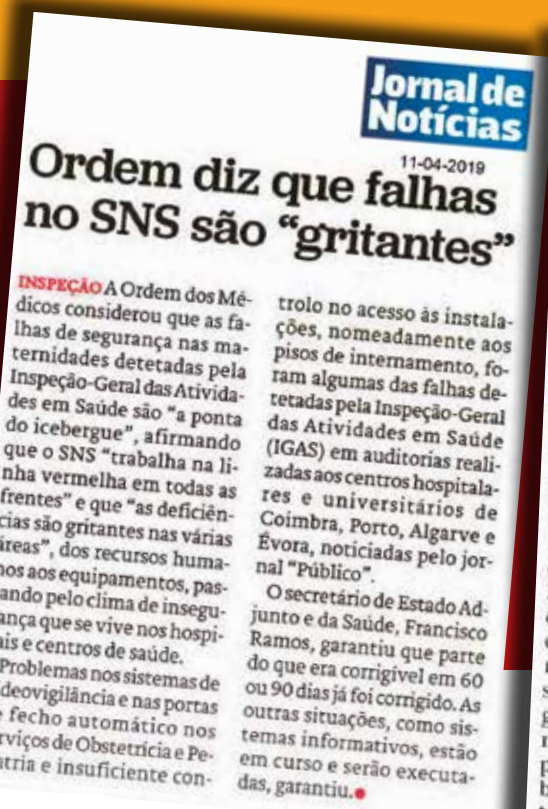 Jornal de
Notícias
11-04-2019
Ordem diz que falhas
no SNS são “gritantes”
INSPEÇÃO A Ordem dos Mé-
dicos considerou que as fa-
lhas de segurança nas ma-
ternidades detetadas pela
Inspeção-Geral das Ativida-
des em Saúde são “a ponta
do icebergue”, afirmando
que o SNS “trabalha na li-
nha vermelha em todas as
frentes” e que “as deficiên-
cias são gritantes nas várias
áreas”, dos recursos huma-
nos aos equipamentos, pas-
sando pelo clima de insegu-
rança que se vive nos hospi-
tais e centros de saúde.
Problemas nos sistemas de
videovigilância e nas portas
de fecho automático nos
serviços de Obstetrícia e Pe-
diatria e insuficiente con-
trolo no acesso às instala-
ções, nomeadamente aos
pisos de internamento, fo-
ram algumas das falhas de-
tetadas pela Inspeção-Geral
das Atividades em Saúde
(IGAS) em auditorias reali-
zadas aos centros hospitala-
res e universitários de
Coimbra, Porto, Algarve e
Évora, noticiadas pelo jor-
nal “Público”.
O secretário de Estado Ad-
junto e da Saúde, Francisco
Ramos, garantiu que parte
do que era corrigível em 60
ou 90 dias já foi corrigido. As
outras situações, como sis-
temas informativos, estão
em curso e serão executa-
das, garantiu.